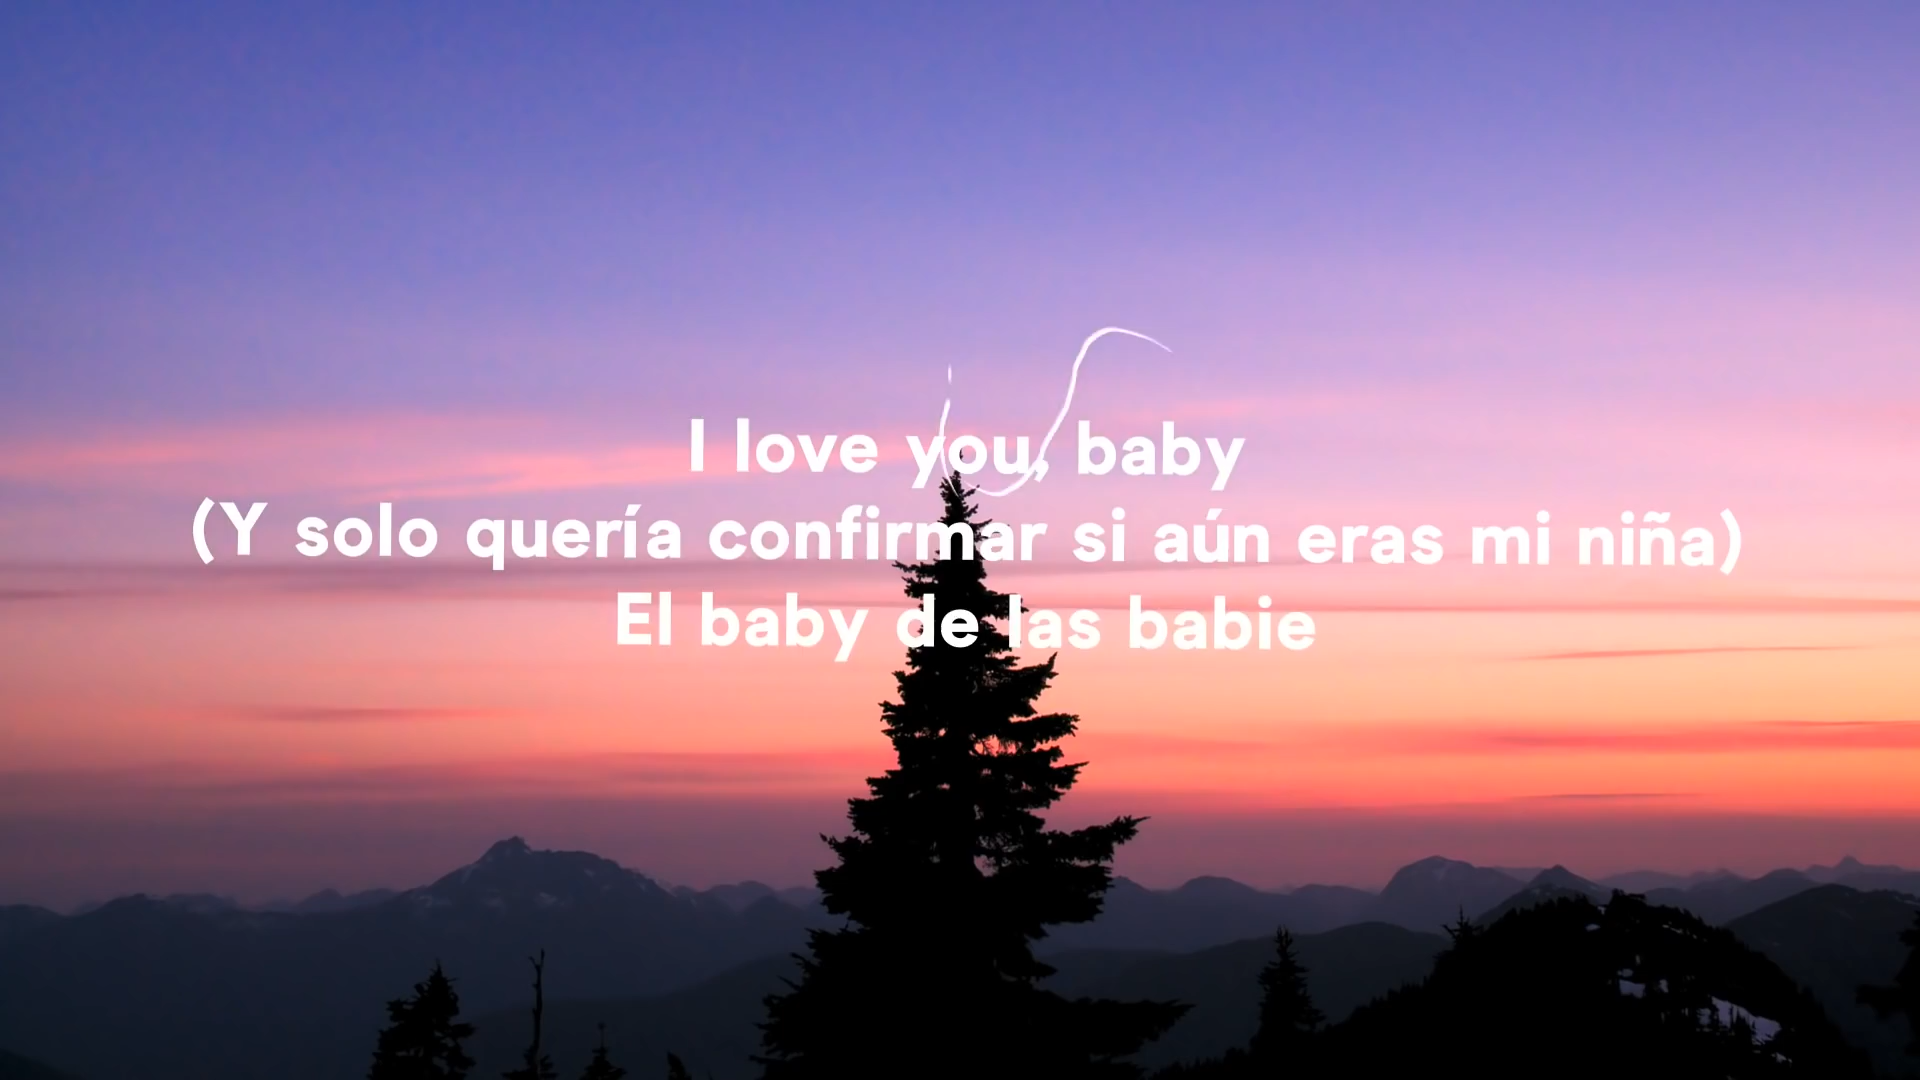 I love you, baby
(Y solo quería confirmar si aún eras mi niña)
El baby de las babie